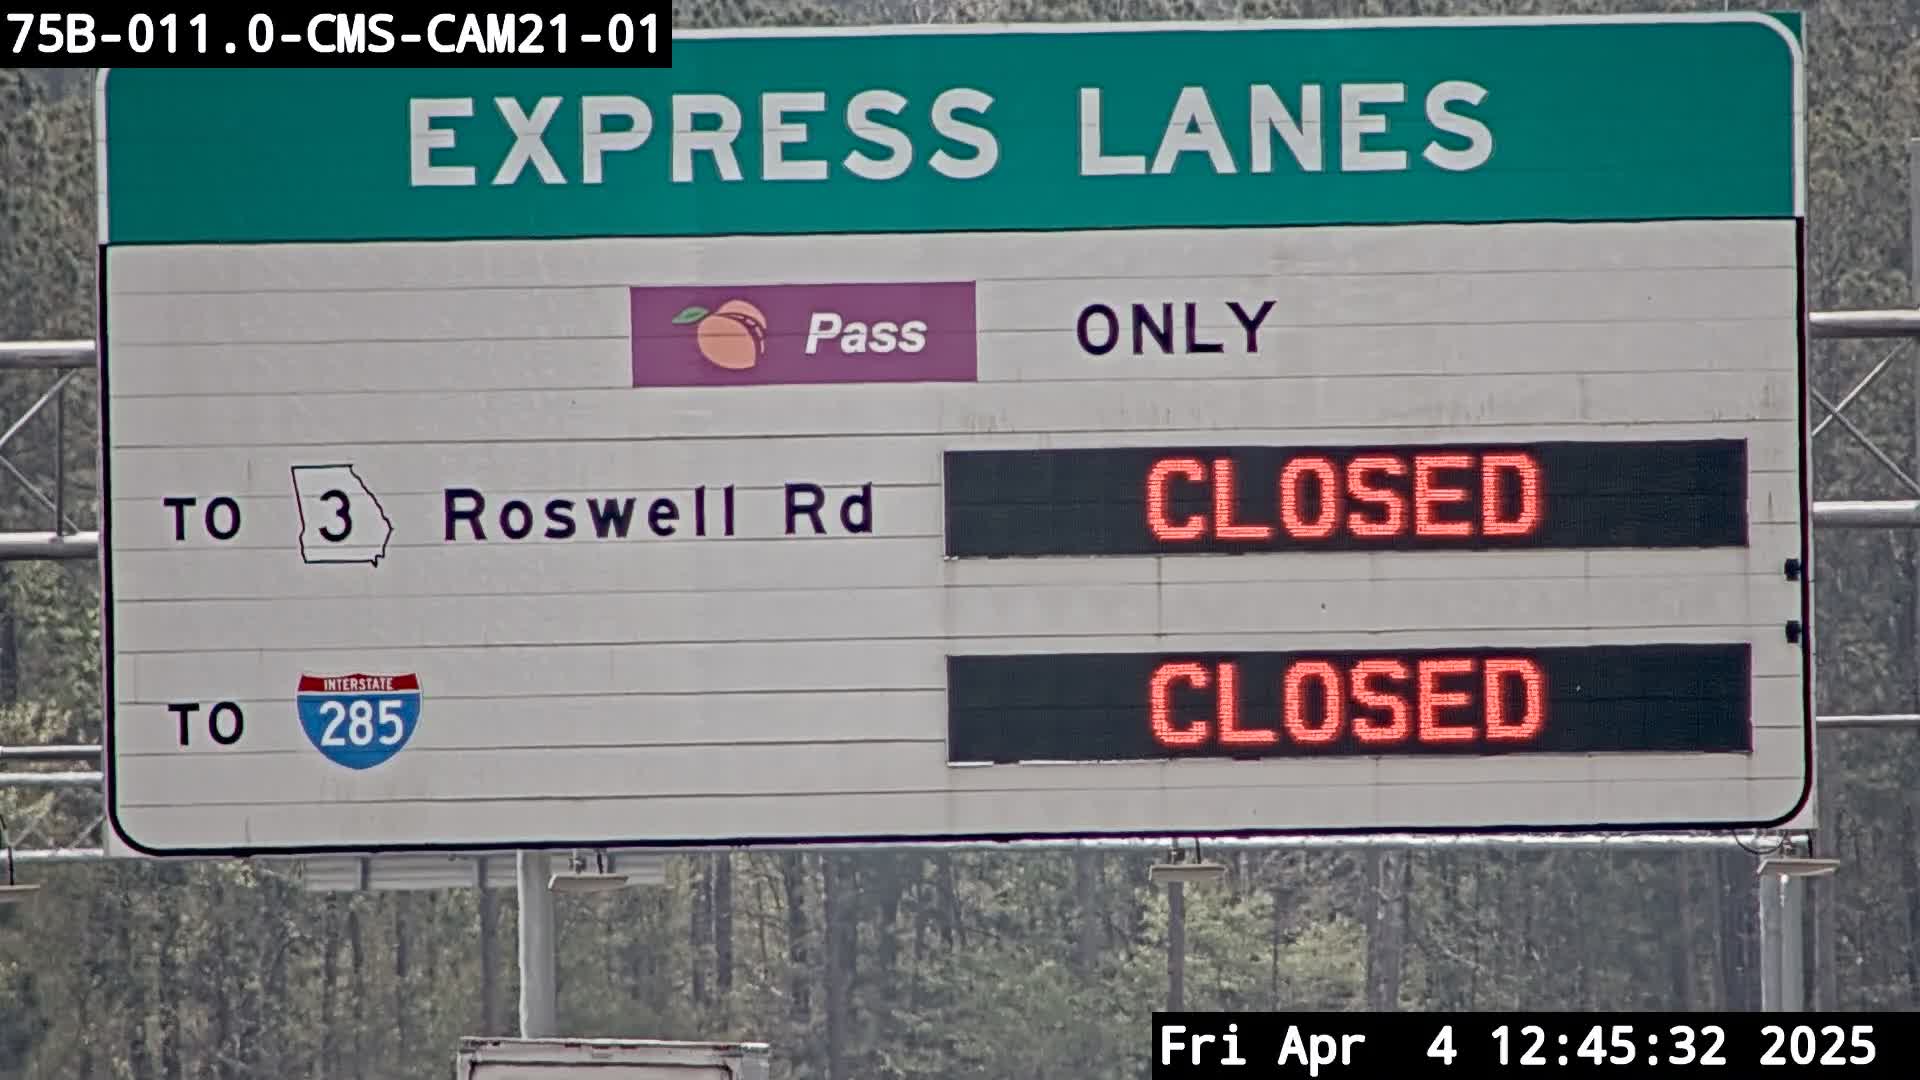 75B-011.0-CMS-CAM21-01
EXPRESS LANES
Pass ONLY
TO 3 Roswell Rd CLOSED
INTERSTATE
TO 285 CLOSED
Fri Apr 4 12:45:32 2025